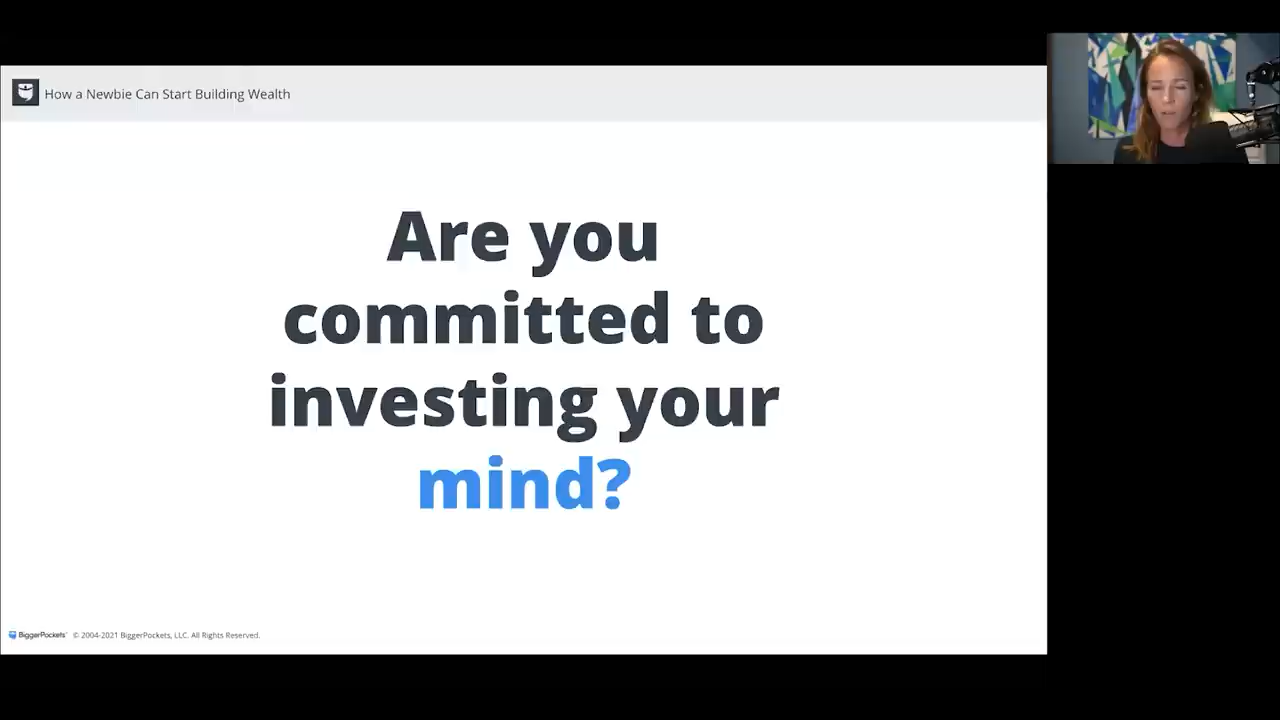 How a Newbie Can Start Building Wealth
Are you
committed to
investing your
mind?
BiggerPockets © 2004-2021 BiggerPockets, LLC. All Rights Reserved.